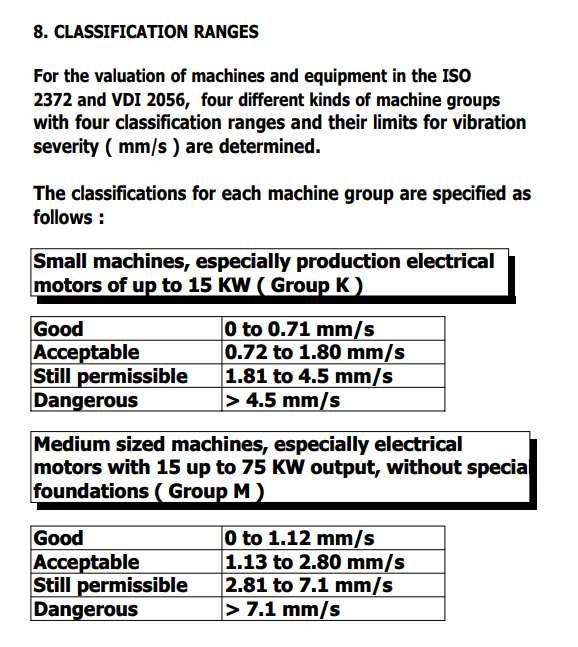 8. CLASSIFICATION RANGES
For the valuation of machines and equipment in the ISO
2372 and VDI 2056,  four different kinds of machine groups
with four classification ranges and their limits for vibration
severity ( mm/s ) are determined.
The classifications for each machine group are specified as
follows :
Small machines, especially production electrical
motors of up to 15 KW ( Group K )
Good 0 to 0.71 mm/s
Acceptable 0.72 to 1.80 mm/s
Still permissible 1.81 to 4.5 mm/s
Dangerous > 4.5 mm/s
Medium sized machines, especially electrical
motors with 15 up to 75 KW output, without special
foundations ( Group M )
Good 0 to 1.12 mm/s
Acceptable 1.13 to 2.80 mm/s
Still permissible 2.81 to 7.1 mm/s
Dangerous > 7.1 mm/s